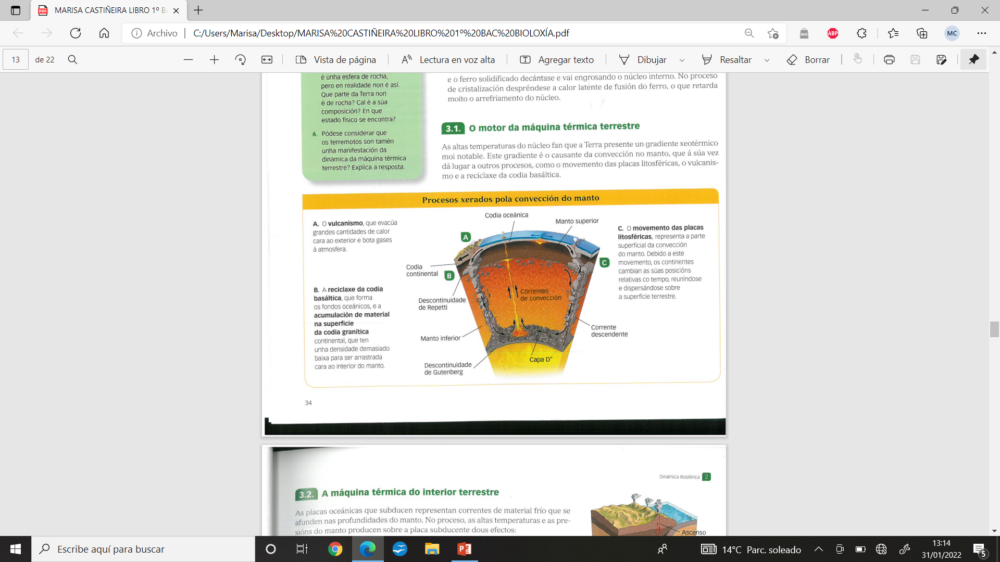 MARISA CASTIÑEIRA LIBRO 1º BA
Archivo
C:/Users/Marisa/Desktop/MARISA%20CASTIÑEIRA%20LIBRO%201º%20BAC%20BIOLOXÍA.pdf
AVG
ABP
MC
13
de 22
Vista de página
Lectura en voz alta
Agregar texto
Dibujar
Resaltar
Borrar
é unha esfera de rocha,
pero en realidade non é así.
Que parte da Terra non
é de rocha? Cal é a súa
composición? En que
estado físico se encontra?
6. Pódese considerar que
os terremotos son tamén
unha manifestación da
dinámica da máquina térmica
terrestre? Explica a resposta.
e o ferro solidificado decántase e vai engrosando o núcleo interno. No proceso
de cristalización despréndese a calor latente de fusión do ferro, o que retarda
moito o arrefriamento do núcleo.
3.1. O motor da máquina térmica terrestre
As altas temperaturas do núcleo fan que a Terra presente un gradiente xeotérmico
moi notable. Este gradiente é o causante da convección no manto, que á súa vez
dá lugar a outros procesos, como o movemento das placas litosféricas, o vulcanis-
mo e a reciclaxe da codia basáltica.
Procesos xerados pola convección do manto
A. O vulcanismo, que evacúa
grandes cantidades de calor
cara ao exterior e bota gases
á atmosfera.
B. A reciclaxe da codia
basáltica, que forma
os fondos oceánicos, e a
acumulación de material
na superficie
da codia granítica
continental, que ten
unha densidade demasiado
baixa para ser arrastrada
cara ao interior do manto.
Codia oceánica
Manto superior
A
Codia
continental
B
C
Descontinuidade
de Repetti
Correntes
de convección
Manto inferior
Corrente
descendente
Capa D"
Descontinuidade
de Gutenberg
C. O movemento das placas
litosféricas, representa a parte
superficial da convección
do manto. Debido a este
movemento, os continentes
cambian as súas posicións
relativas co tempo, reuníndose
e dispersándose sobre
a superficie terrestre.
34
Dinámica litosférica 2
3.2. A máquina térmica do interior terrestre
As placas oceánicas que subducen representan correntes de material frío que se
afunden nas profundidades do manto. No proceso, as altas temperaturas e as pre-
sións do manto producen sobre a placa subducente dous efectos:
Ascenso
Escribe aquí para buscar
14°C Parc. soleado
13:14
31/01/2022
5